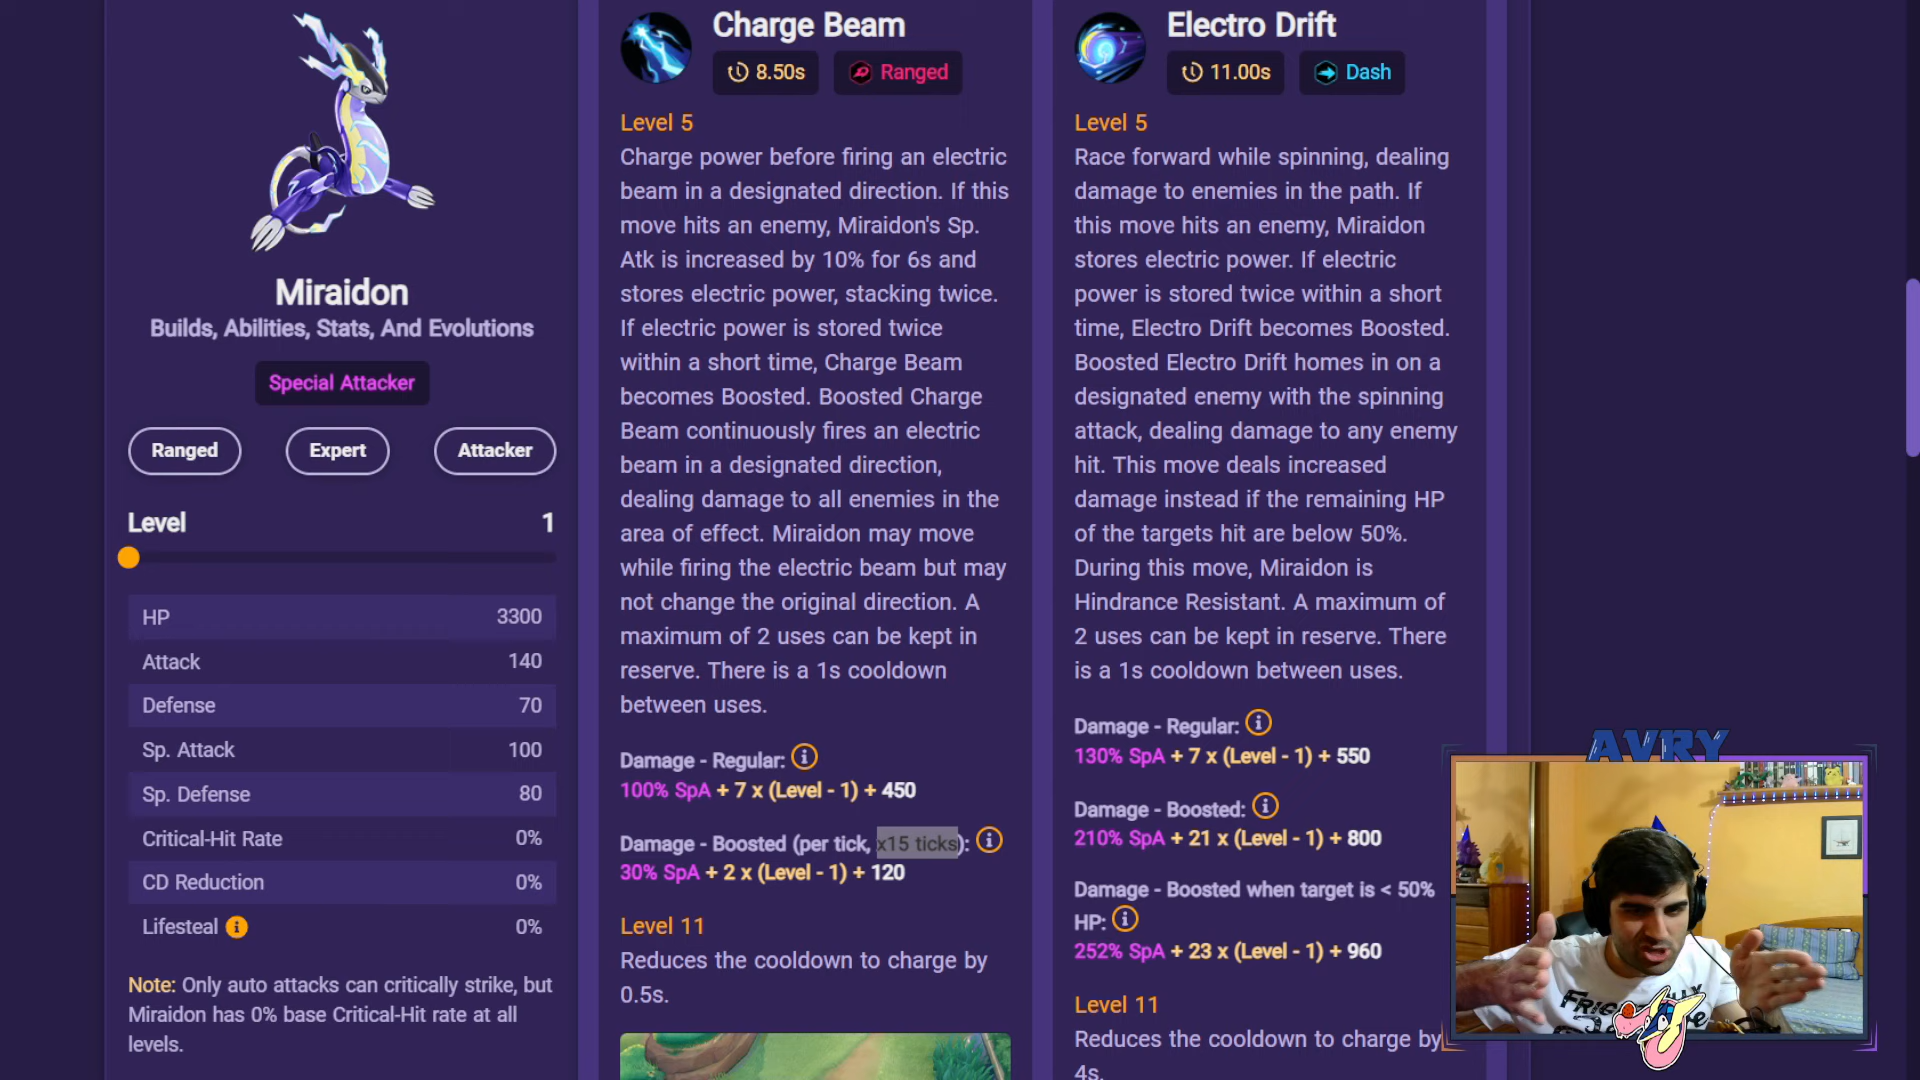 Miraidon
Builds, Abilities, Stats, And Evolutions
Special Attacker
Ranged
Expert
Attacker
Level 1
HP 3300
Attack 140
Defense 70
Sp. Attack 100
Sp. Defense 80
Critical-Hit Rate 0%
CD Reduction 0%
Lifesteal 0%
Note: Only auto attacks can critically strike, but
Miraidon has 0% base Critical-Hit rate at all
levels.
Charge Beam
8.50s
Ranged
Level 5
Charge power before firing an electric
beam in a designated direction. If this
move hits an enemy, Miraidon's Sp.
Atk is increased by 10% for 6s and
stores electric power, stacking twice.
If electric power is stored twice
within a short time, Charge Beam
becomes Boosted. Boosted Charge
Beam continuously fires an electric
beam in a designated direction,
dealing damage to all enemies in the
area of effect. Miraidon may move
while firing the electric beam but may
not change the original direction. A
maximum of 2 uses can be kept in
reserve. There is a 1s cooldown
between uses.
Damage - Regular:
100% SpA + 7 x (Level - 1) + 450
Damage - Boosted (per tick, x15 ticks):
30% SpA + 2 x (Level - 1) + 120
Level 11
Reduces the cooldown to charge by
0.5s.
Electro Drift
11.00s
Dash
Level 5
Race forward while spinning, dealing
damage to enemies in the path. If
this move hits an enemy, Miraidon
stores electric power. If electric
power is stored twice within a short
time, Electro Drift becomes Boosted.
Boosted Electro Drift homes in on a
designated enemy with the spinning
attack, dealing damage to any enemy
hit. This move deals increased
damage instead if the remaining HP
of the targets hit are below 50%.
During this move, Miraidon is
Hindrance Resistant. A maximum of
2 uses can be kept in reserve. There
is a 1s cooldown between uses.
Damage - Regular:
130% SpA + 7 x (Level - 1) + 550
Damage - Boosted:
210% SpA + 21 x (Level - 1) + 800
Damage - Boosted when target is < 50%
HP:
252% SpA + 23 x (Level - 1) + 960
Level 11
Reduces the cooldown to charge by
4s.
AVRY